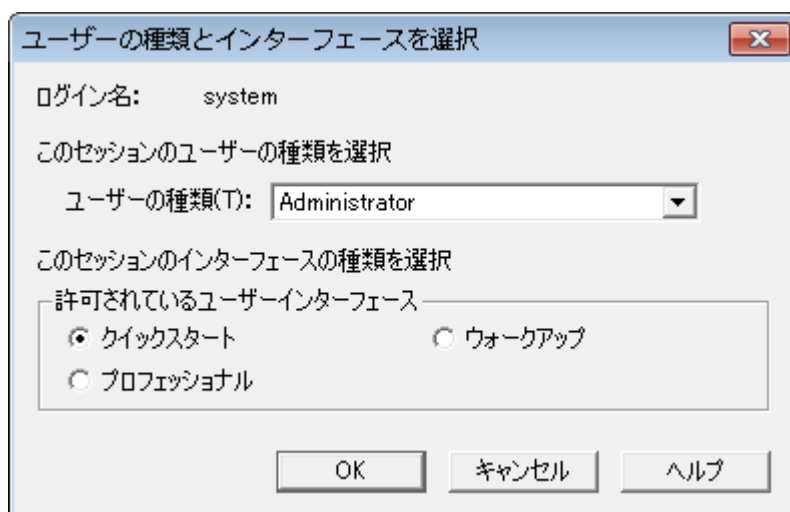 ユーザーの種類とインターフェースを選択
ログイン名: system
このセッションのユーザーの種類を選択
ユーザーの種類(T): Administrator
このセッションのインターフェースの種類を選択
許可されているユーザーインターフェース
クイックスタート ウォークアップ
プロフェッショナル
OK キャンセル ヘルプ